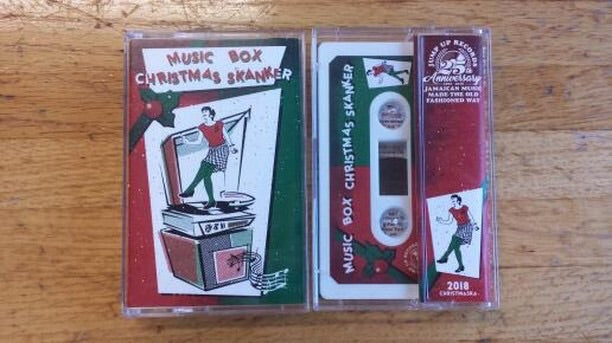 MUSIC BOX
CHRISTMAS SKANKER
MUSIC BOX CHRISTMAS SKANKER
JUMP UP RECORDS
25
Anniversary
JAMAICAN MUSIC
MADE THE OLD
FASHIONED WAY
2018
CHRISTMASKA